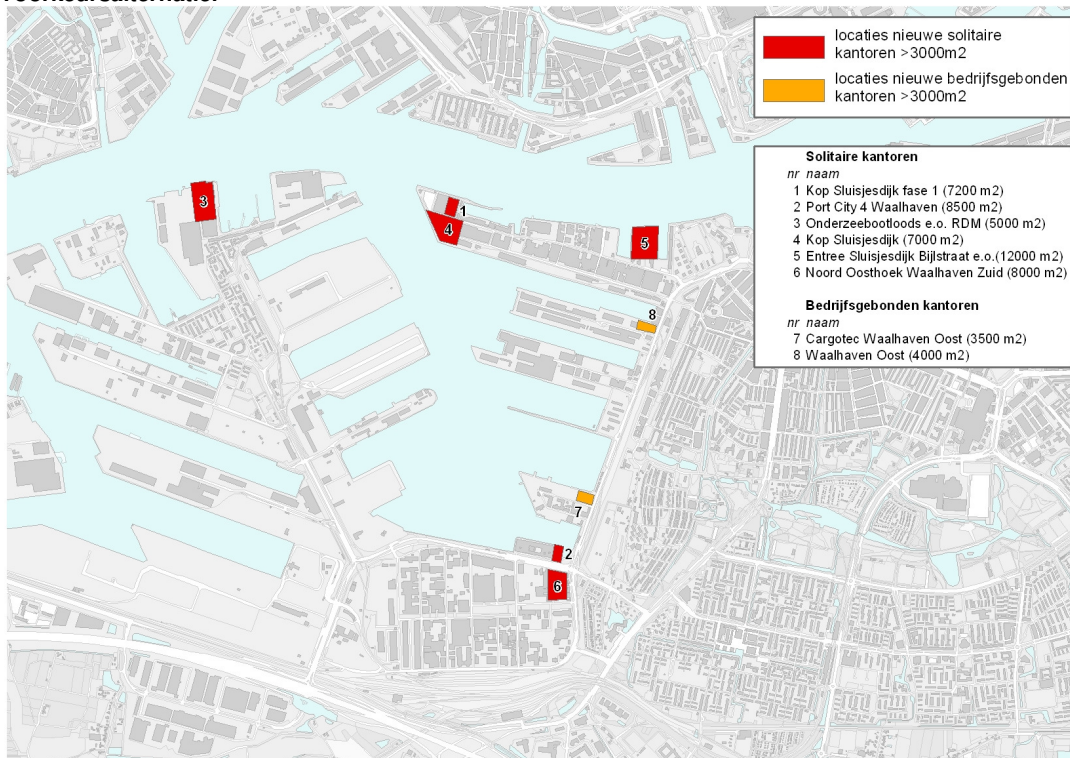 locaties nieuwe solitaire
kantoren >3000m2
locaties nieuwe bedrijfsgebonden
kantoren >3000m2
Solitaire kantoren
nr naam
1 Kop Sluisjesdijk fase 1 (7200 m2)
2 Port City 4 Waalhaven (8500 m2)
3 Onderzeebootloods e.o. RDM (5000 m2)
4 Kop Sluisjesdijk (7000 m2)
5 Entree Sluisjesdijk Bijlstraat e.o.(12000 m2)
6 Noord Oosthoek Waalhaven Zuid (8000 m2)
Bedrijfsgebonden kantoren
nr naam
7 Cargotec Waalhaven Oost (3500 m2)
8 Waalhaven Oost (4000 m2)
3
1
4
5
8
7
2
6